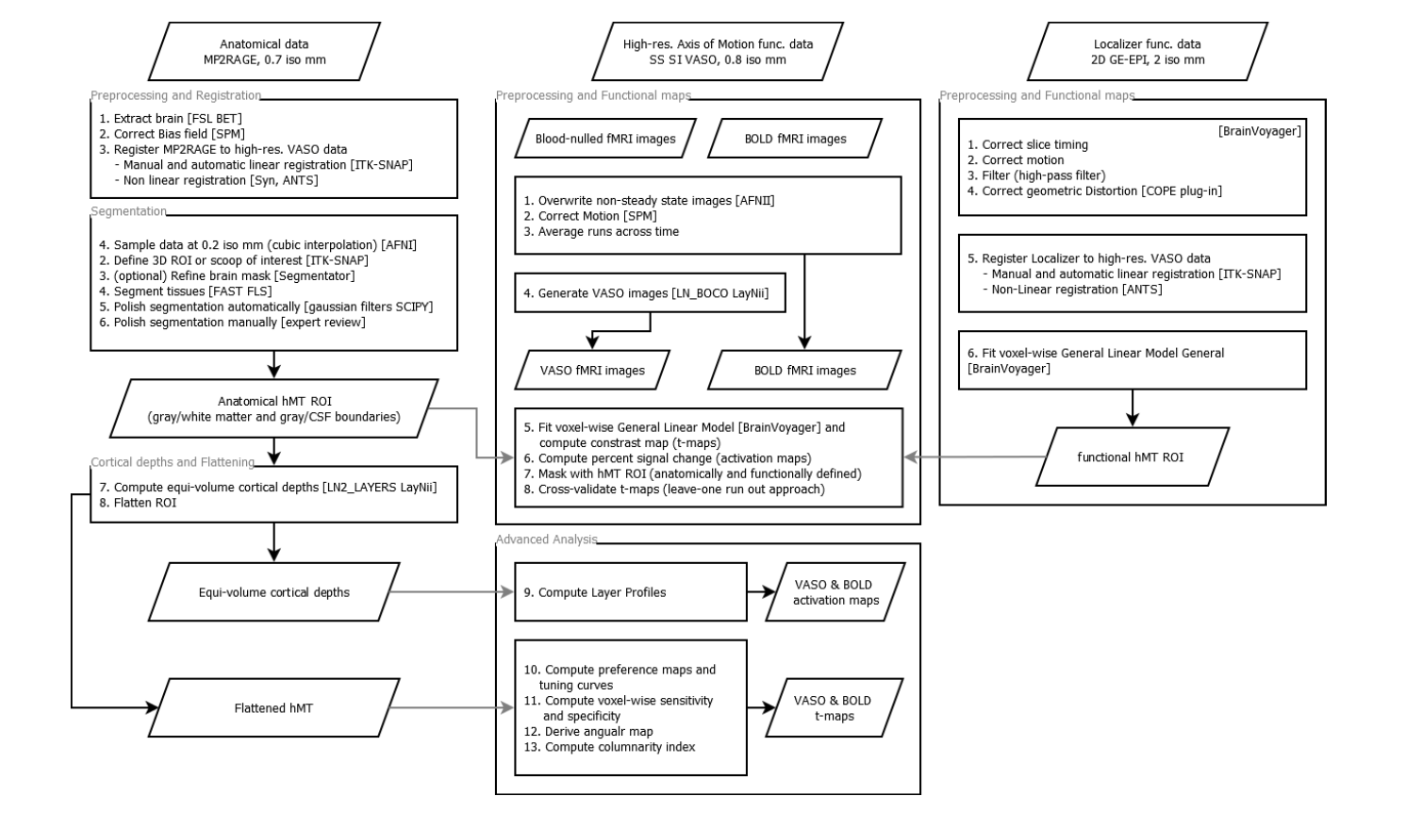 Anatomical data
MP2RAGE, 0.7 iso mm
Preprocessing and Registration
1. Extract brain [FSL BET]
2. Correct Bias field [SPM]
3. Register MP2RAGE to high-res. VASO data
- Manual and automatic linear registration [ITK-SNAP]
- Non linear registration [Syn, ANTS]
Segmentation
4. Sample data at 0.2 iso mm (cubic interpolation) [AFNI]
2. Define 3D ROI or scoop of interest [ITK-SNAP]
3. (optional) Refine brain mask [Segmentator]
4. Segment tissues [FAST FLS]
5. Polish segmentation automatically [gaussian filters SCIPY]
6. Polish segmentation manually [expert review]
Anatomical hMT ROI
(gray/white matter and gray/CSF boundaries)
Cortical depths and Flattening
7. Compute equi-volume cortical depths [LN2_LAYERS LayNii]
8. Flatten ROI
Equi-volume cortical depths
Flattened hMT
High-res. Axis of Motion func. data
SS SI VASO, 0.8 iso mm
Preprocessing and Functional maps
Blood-nulled fMRI images
BOLD fMRI images
1. Overwrite non-steady state images [AFNII]
2. Correct Motion [SPM]
3. Average runs across time
4. Generate VASO images [LN_BOCO LayNii]
VASO fMRI images
BOLD fMRI images
5. Fit voxel-wise General Linear Model [BrainVoyager] and
compute constrast map (t-maps)
6. Compute percent signal change (activation maps)
7. Mask with hMT ROI (anatomically and functionally defined)
8. Cross-validate t-maps (leave-one run out approach)
Advanced Analysis
9. Compute Layer Profiles
VASO & BOLD
activation maps
10. Compute preference maps and
tuning curves
11. Compute voxel-wise sensitivity
and specificity
12. Derive angualr map
13. Compute columnarity index
VASO & BOLD
t-maps
Localizer func. data
2D GE-EPI, 2 iso mm
Preprocessing and Functional maps
[BrainVoyager]
1. Correct slice timing
2. Correct motion
3. Filter (high-pass filter)
4. Correct geometric Distortion [COPE plug-in]
5. Register Localizer to high-res. VASO data
- Manual and automatic linear registration [ITK-SNAP]
- Non-Linear registration [ANTS]
6. Fit voxel-wise General Linear Model General
[BrainVoyager]
functional hMT ROI